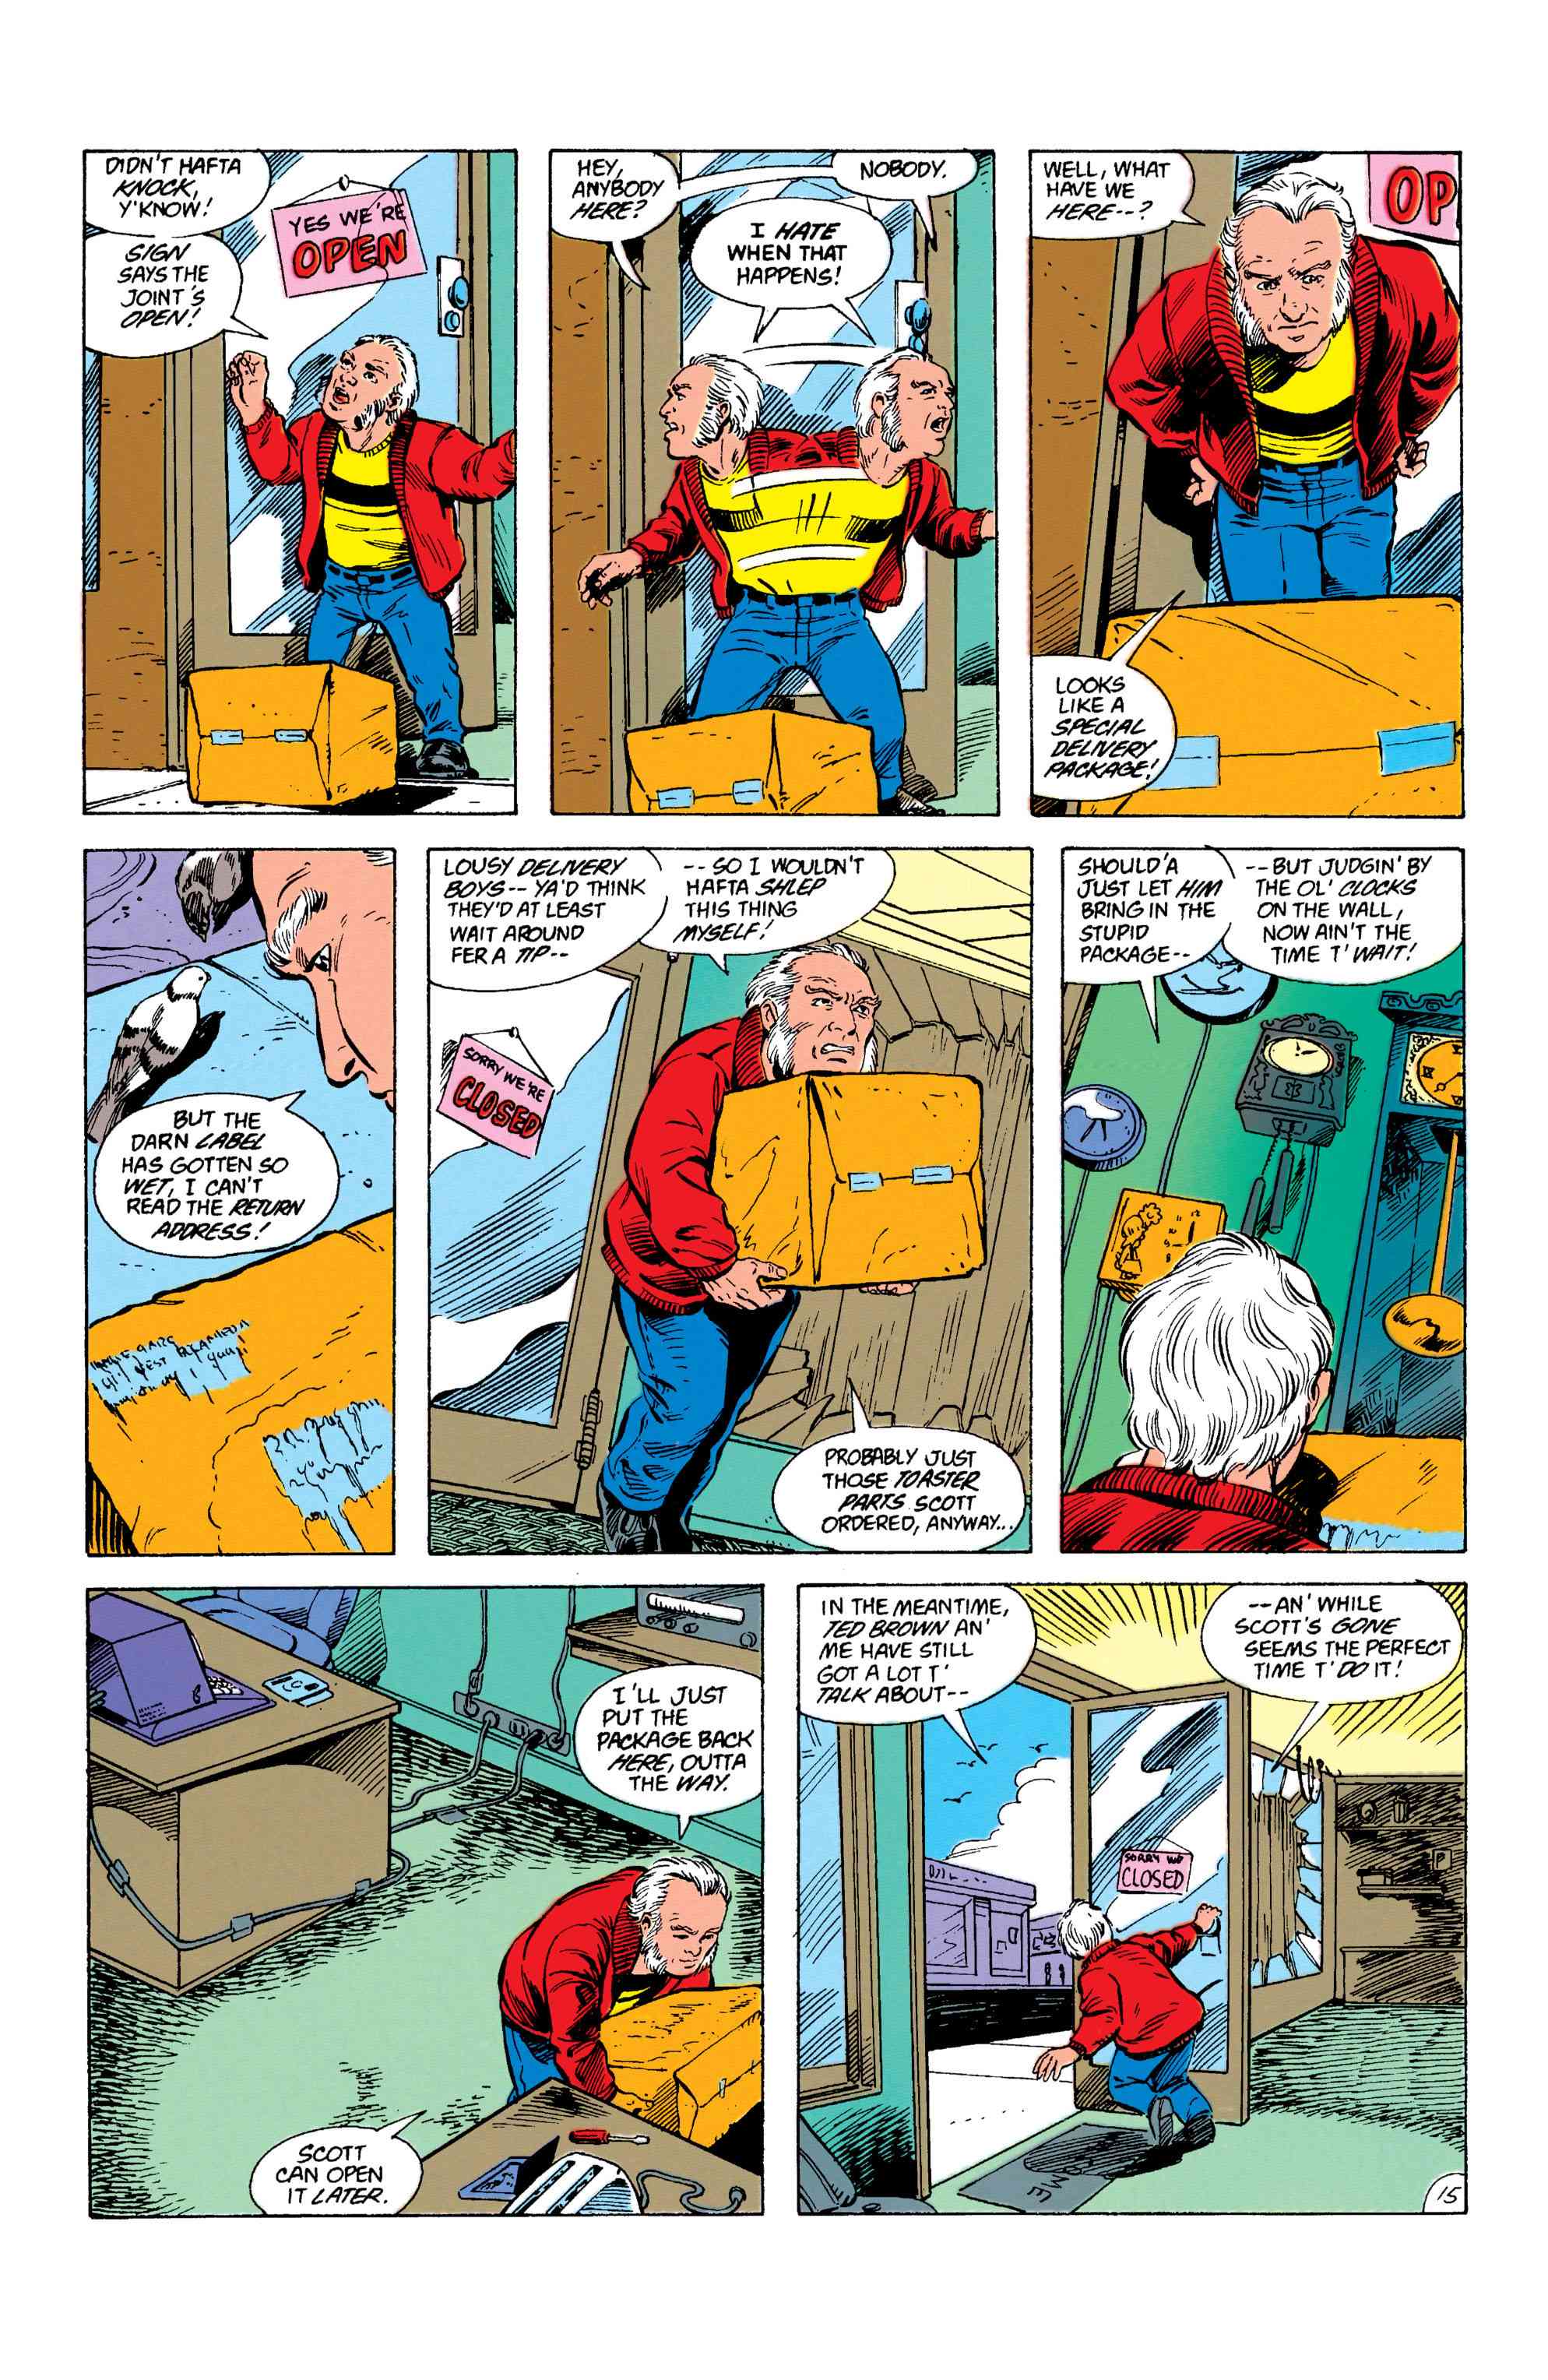 DIDN'T HAFTA
KNOCK,
Y'KNOW!
SIGN
SAYS THE
JOINT'S
OPEN!
YES WE'RE
OPEN
HEY,
ANYBODY
HERE?
I HATE
WHEN THAT
HAPPENS!
NOBODY.
WELL, WHAT
HAVE WE
HERE--?
OP
LOOKS
LIKE A
SPECIAL
DELIVERY
PACKAGE!
BUT THE
DARN LABEL
HAS GOTTEN SO
WET, I CAN'T
READ THE RETURN
ADDRESS!
LOUSY DELIVERY
BOYS-- YA'D THINK
THEY'D AT LEAST
WAIT AROUND
FER A TIP--
--SO I WOULDN'T
HAFTA SHLEP
THIS THING
MYSELF!
SORRY WE'RE
CLOSED
PROBABLY JUST
THOSE TOASTER
PARTS SCOTT
ORDERED, ANYWAY...
SHOULD'A
JUST LET HIM
BRING IN THE
STUPID
PACKAGE--
--BUT JUDGIN' BY
THE OL' CLOCKS
ON THE WALL,
NOW AIN'T THE
TIME T' WAIT!
I'LL JUST
PUT THE
PACKAGE BACK
HERE, OUTTA
THE WAY.
SCOTT
CAN OPEN
IT LATER.
IN THE MEANTIME,
TED BROWN AN'
ME HAVE STILL
GOT A LOT T'
TALK ABOUT--
--AN' WHILE
SCOTT'S GONE
SEEMS THE PERFECT
TIME T' DO IT!
SORRY WE
CLOSED
OME
15